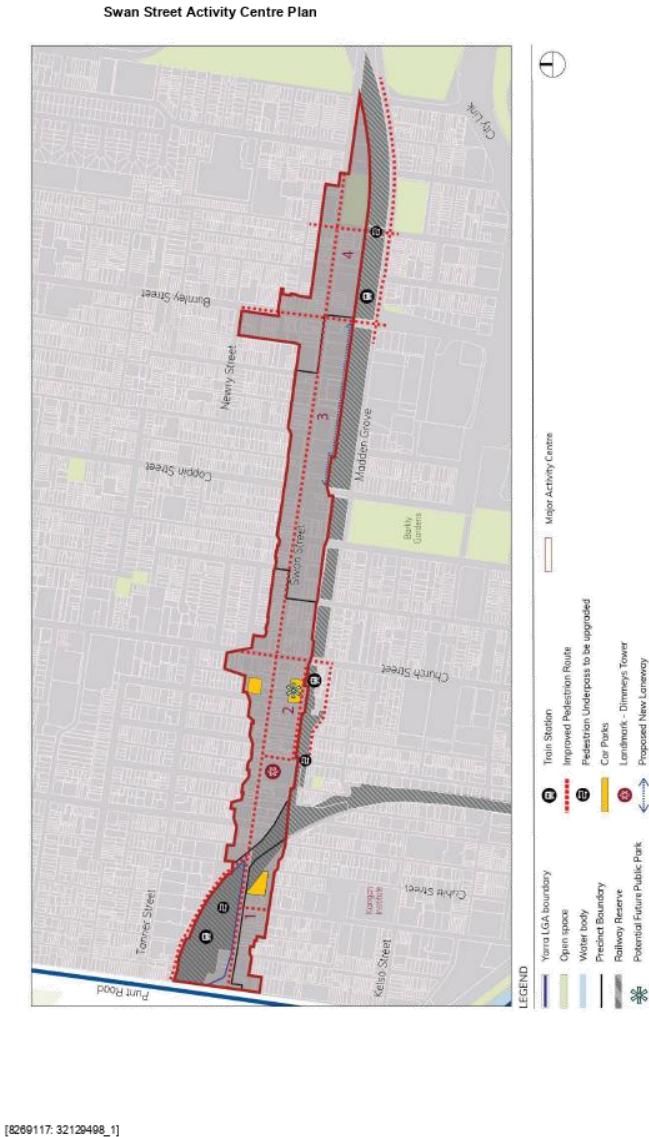 Swan Street Activity Centre Plan
City Link
Burnley Street
4
Newry Street
3
Coppin Street
Madden Grove
Swan Street
Barkly
Gardens
Church Street
2
Tanner Street
1
Kangan
Institute
Cubitt Street
Kelso Street
Punt Road
LEGEND
Yarra LGA boundary
Open space
Water body
Precinct Boundary
Railway Reserve
Potential Future Public Park
Train Station
Improved Pedestrian Route
Pedestrian Underpass to be upgraded
Car Parks
Landmark - Dimmeys Tower
Proposed New Laneway
Major Activity Centre
[8269117: 32129498_1]